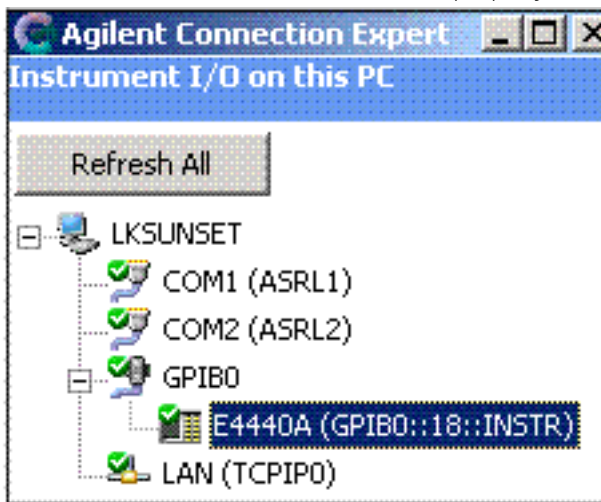 Agilent Connection Expert
Instrument I/O on this PC
Refresh All
LKSUNSET
COM1 (ASRL1)
COM2 (ASRL2)
GPIB0
E4440A (GPIB0::18::INSTR)
LAN (TCPIP0)